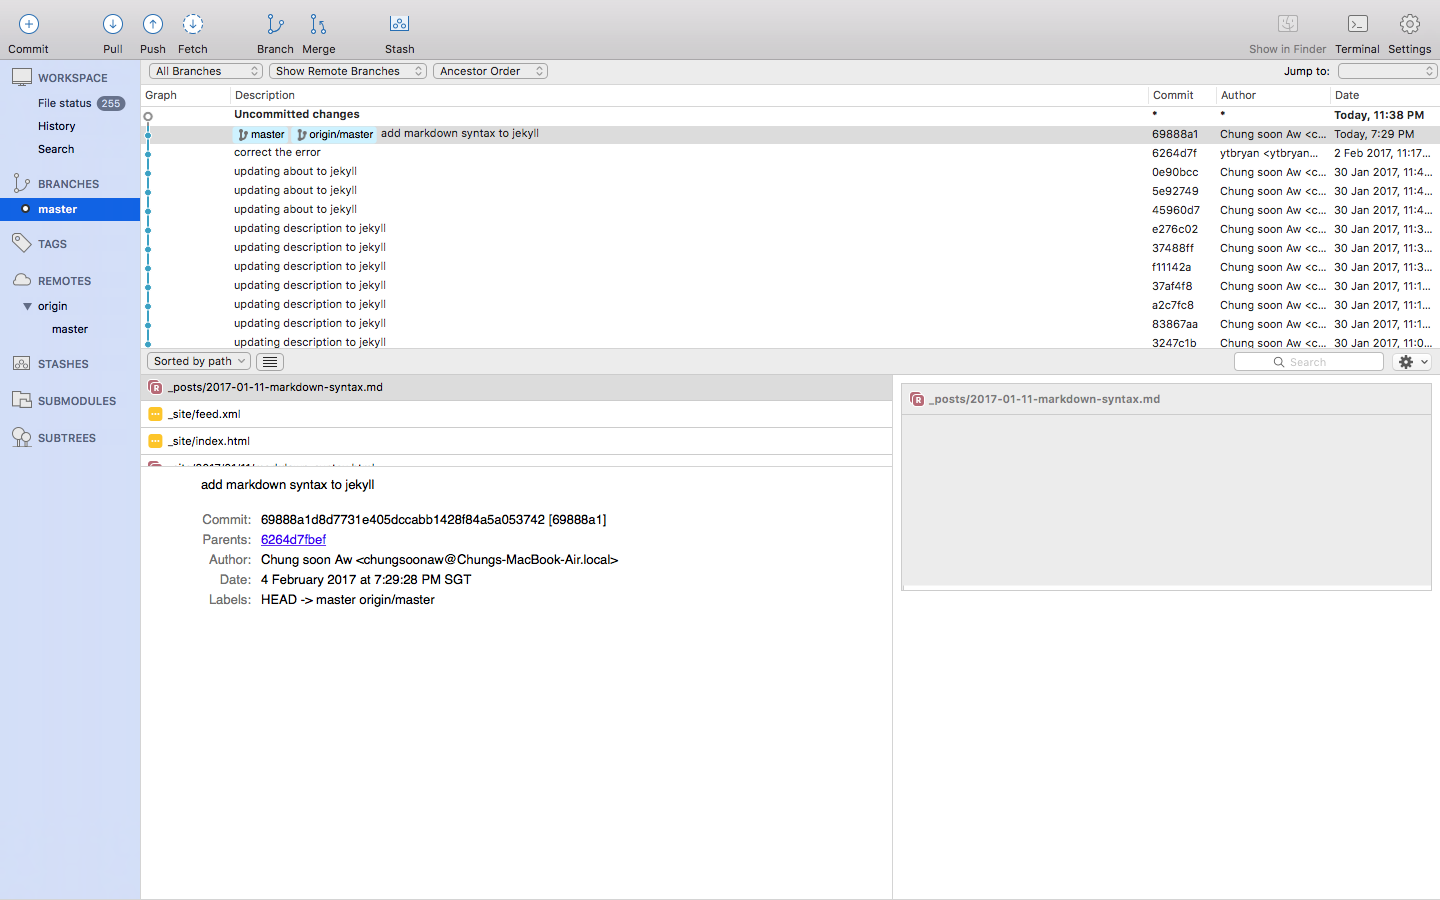 Commit Pull Push Fetch Branch Merge Stash Show in Finder Terminal Settings
WORKSPACE
File status 255
History
Search
BRANCHES
master
TAGS
REMOTES
origin
master
STASHES
SUBMODULES
SUBTREES
All Branches Show Remote Branches Ancestor Order Jump to:
Graph Description Commit Author Date
Uncommitted changes * * Today, 11:38 PM
master origin/master add markdown syntax to jekyll 69888a1 Chung soon Aw <c... Today, 7:29 PM
correct the error 6264d7f ytbryan <ytbryan... 2 Feb 2017, 11:17...
updating about to jekyll 0e90bcc Chung soon Aw <c... 30 Jan 2017, 11:4...
updating about to jekyll 5e92749 Chung soon Aw <c... 30 Jan 2017, 11:4...
updating about to jekyll 45960d7 Chung soon Aw <c... 30 Jan 2017, 11:4...
updating description to jekyll e276c02 Chung soon Aw <c... 30 Jan 2017, 11:3...
updating description to jekyll 37488ff Chung soon Aw <c... 30 Jan 2017, 11:3...
updating description to jekyll f11142a Chung soon Aw <c... 30 Jan 2017, 11:3...
updating description to jekyll 37af4f8 Chung soon Aw <c... 30 Jan 2017, 11:1...
updating description to jekyll a2c7fc8 Chung soon Aw <c... 30 Jan 2017, 11:1...
updating description to jekyll 83867aa Chung soon Aw <c... 30 Jan 2017, 11:1...
updating description to jekyll 3247c1b Chung soon Aw <c... 30 Jan 2017, 11:0...
Sorted by path Search
R _posts/2017-01-11-markdown-syntax.md
_site/feed.xml
_site/index.html
add markdown syntax to jekyll
Commit: 69888a1d8d7731e405dccabb1428f84a5a053742 [69888a1]
Parents: 6264d7fbef
Author: Chung soon Aw <chungsoonaw@Chungs-MacBook-Air.local>
Date: 4 February 2017 at 7:29:28 PM SGT
Labels: HEAD -> master origin/master
R _posts/2017-01-11-markdown-syntax.md